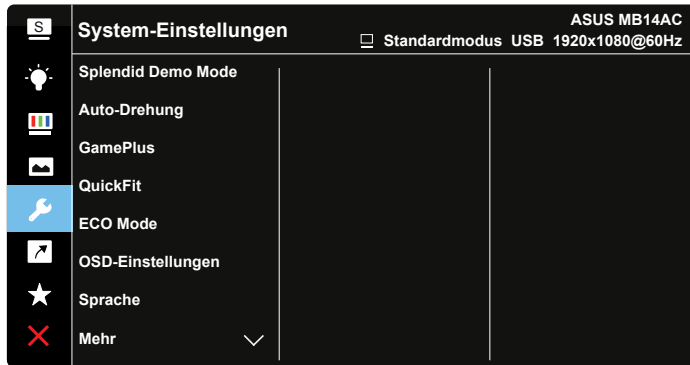 S
System-Einstellungen
ASUS MB14AC
Standardmodus USB 1920x1080@60Hz
Splendid Demo Mode
Auto-Drehung
GamePlus
QuickFit
ECO Mode
OSD-Einstellungen
Sprache
Mehr